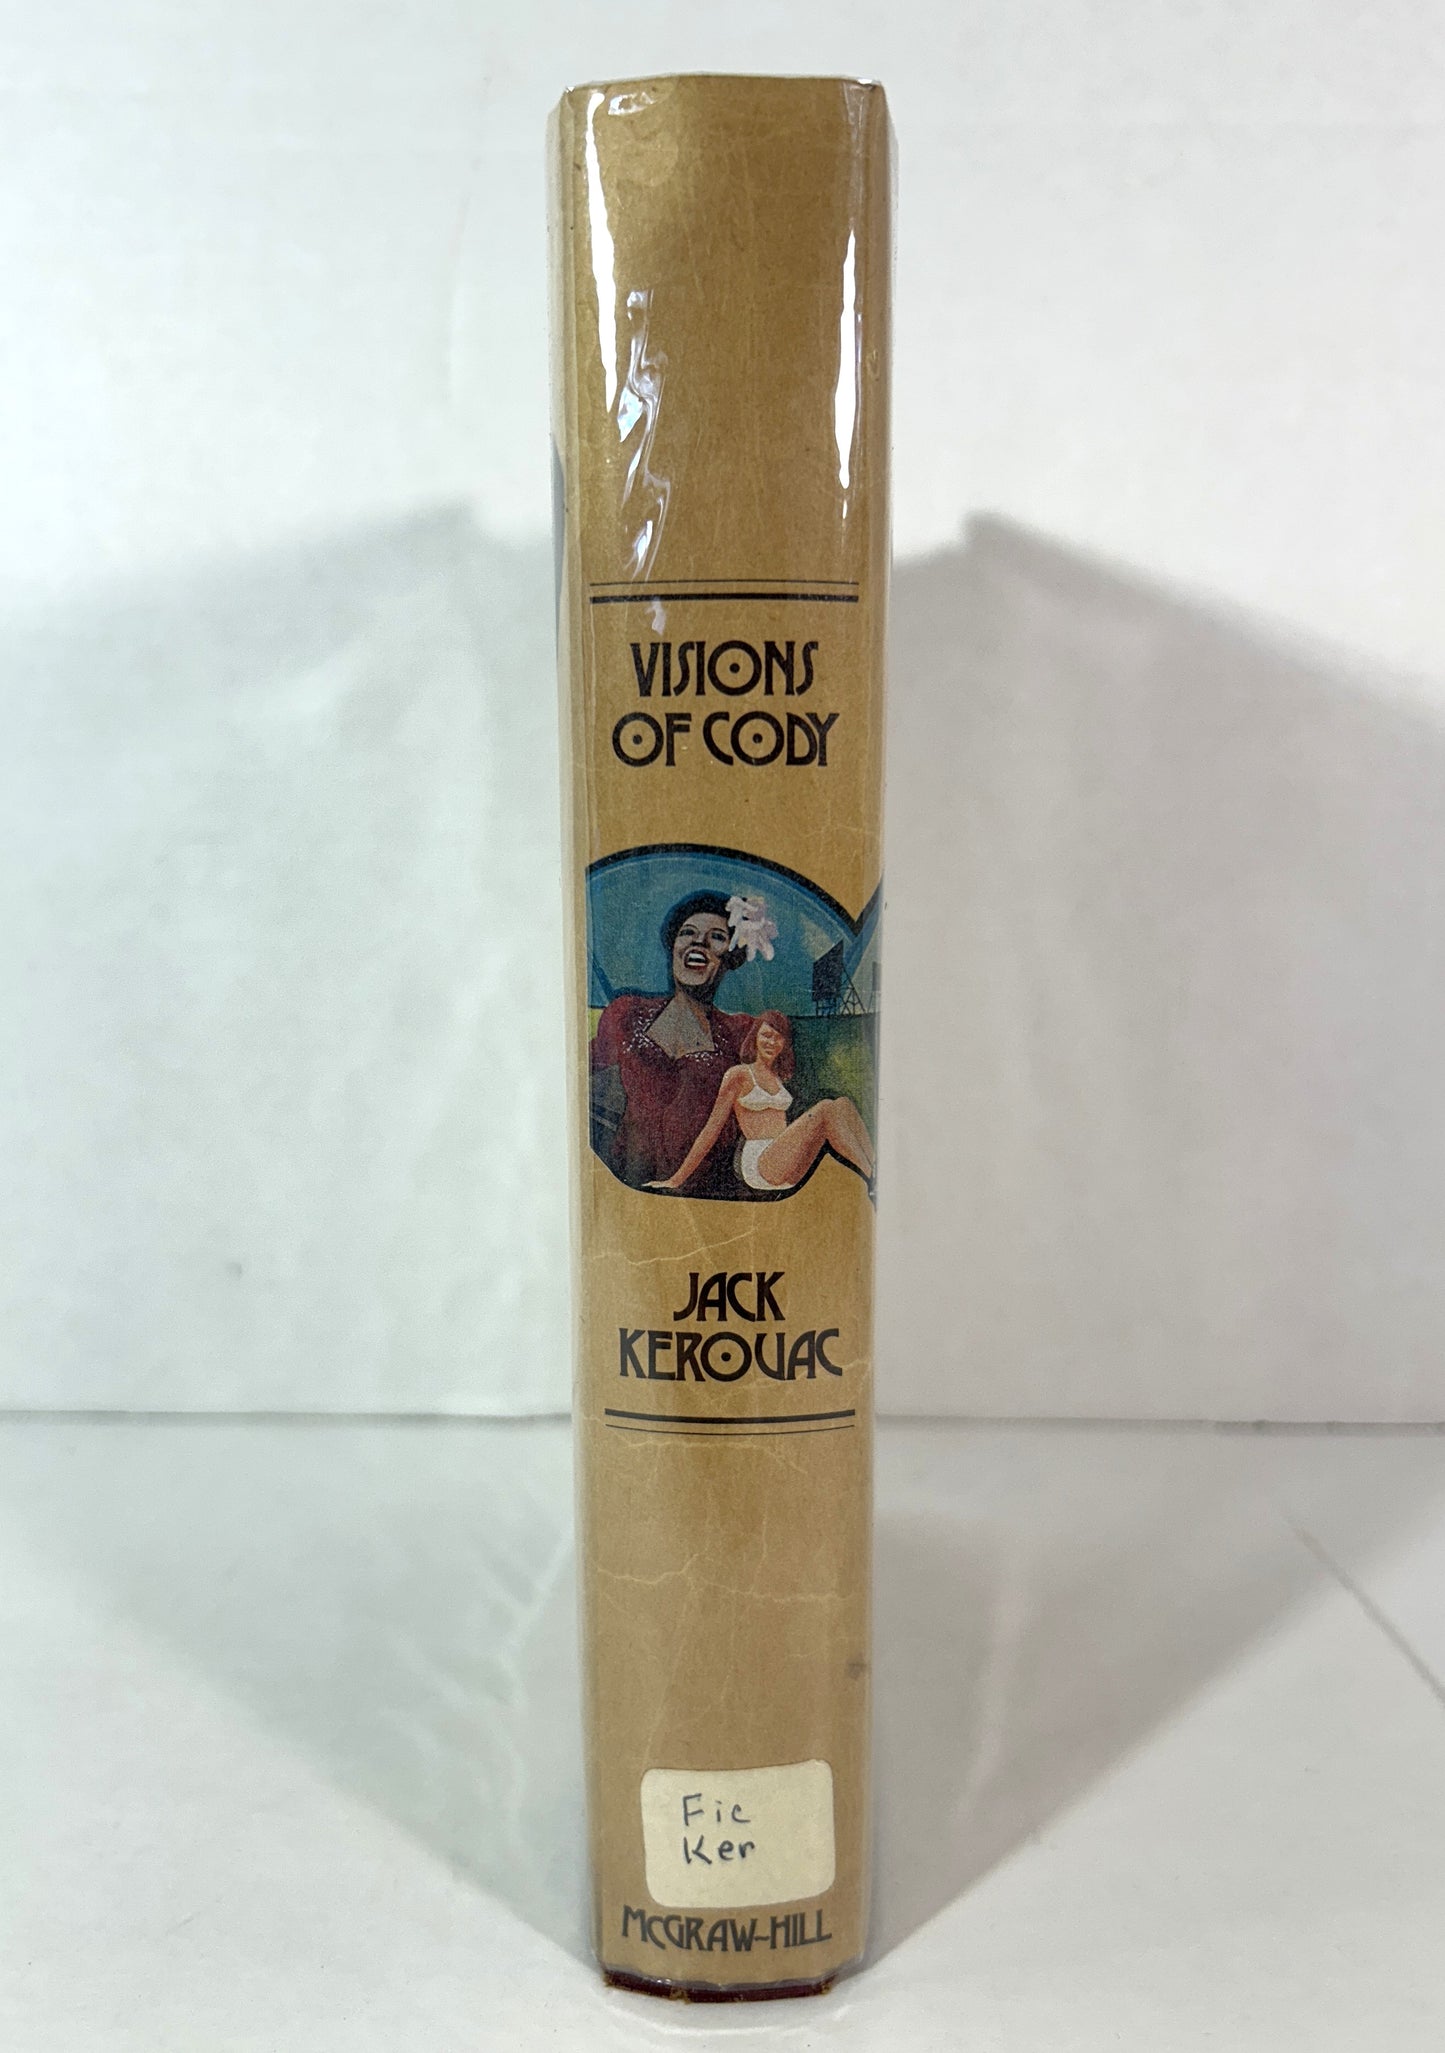 VISIONS
OF CODY
JACK
KEROUAC
Fic
Ker
McGRAW-HILL